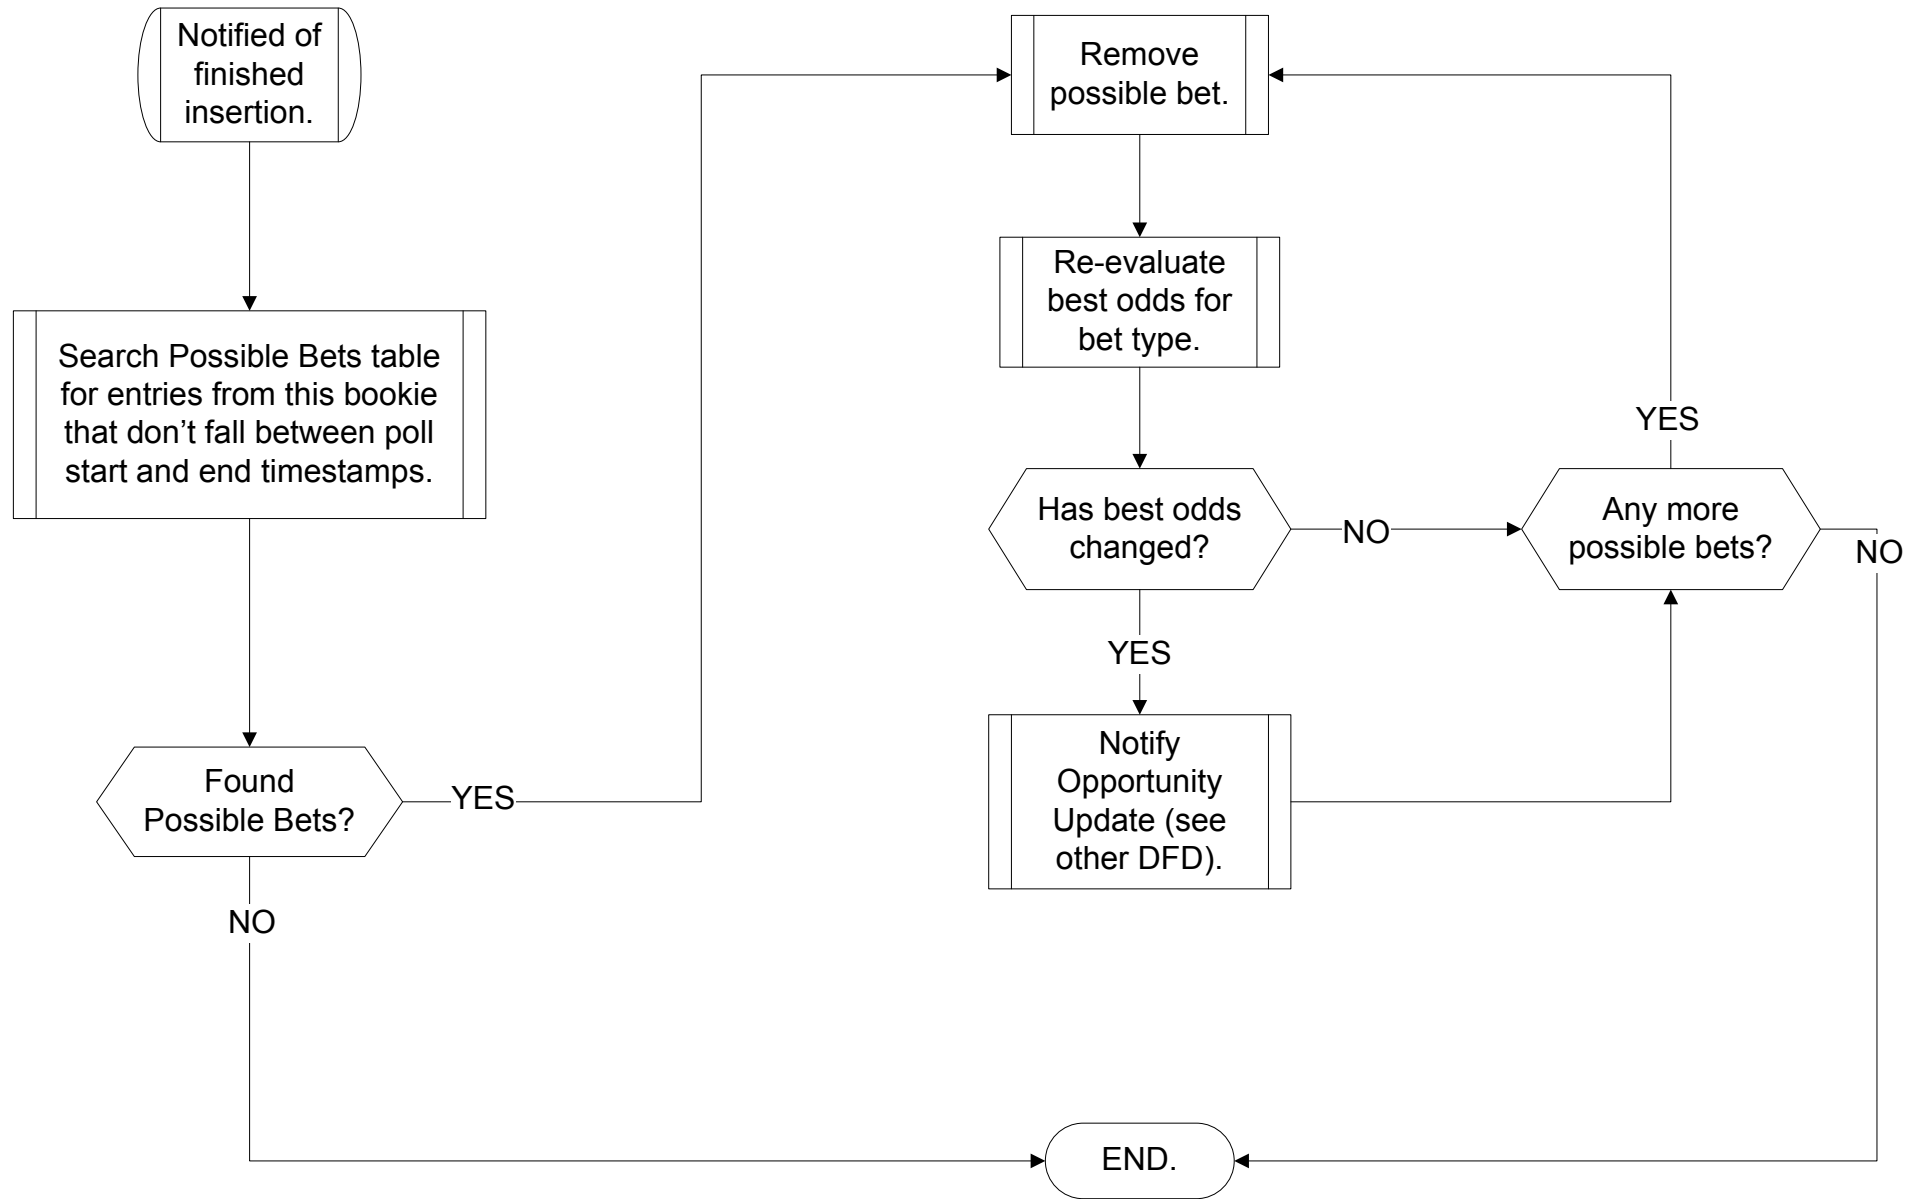 Notified of
finished
insertion.
Search Possible Bets table
for entries from this bookie
that don't fall between poll
start and end timestamps.
Found
Possible Bets?
YES
NO
Remove
possible bet.
Re-evaluate
best odds for
bet type.
Has best odds
changed?
NO
YES
Notify
Opportunity
Update (see
other DFD).
Any more
possible bets?
YES
NO
END.